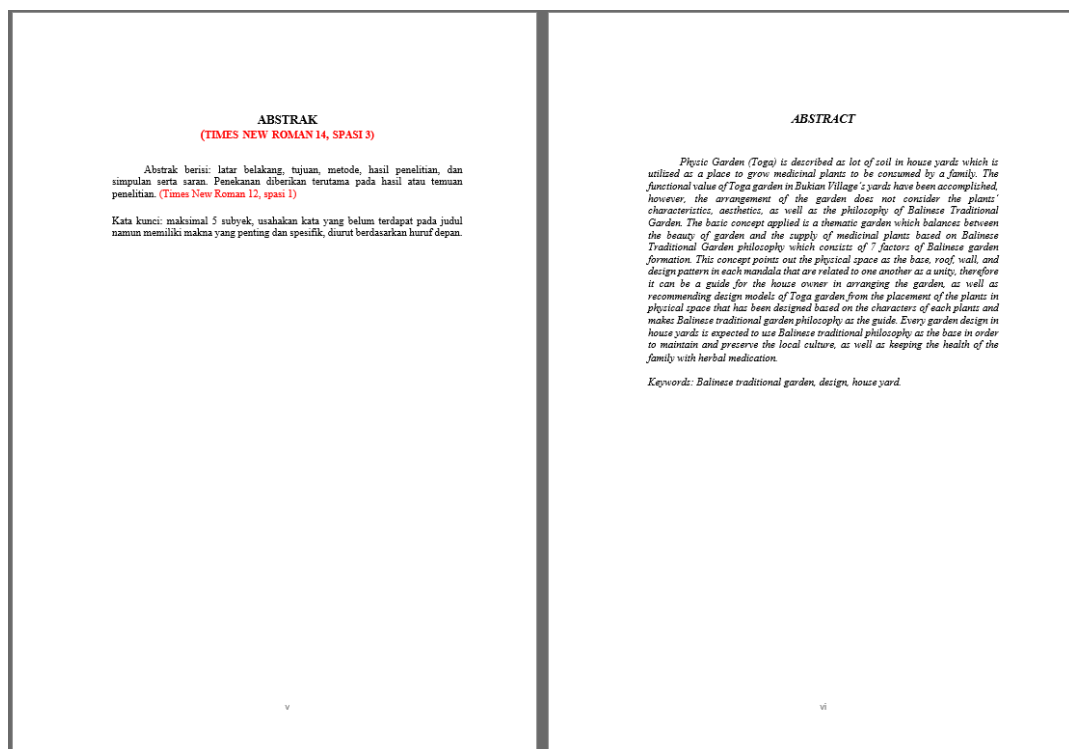 ABSTRAK
(TIMES NEW ROMAN 14, SPASI 3)
Abstrak berisi: latar belakang, tujuan, metode, hasil penelitian, dan
simpulan serta saran. Penekanan diberikan terutama pada hasil atau temuan
penelitian. (Times New Roman 12, spasi 1)
Kata kunci: maksimal 5 subyek, usahakan kata yang belum terdapat pada judul
namun memiliki makna yang penting dan spesifik, diurut berdasarkan huruf depan.
v
ABSTRACT
Physic Garden (Toga) is described as lot of soil in house yards which is
utilized as a place to grow medicinal plants to be consumed by a family. The
functional value of Toga garden in Bukian Village's yards have been accomplished,
however, the arrangement of the garden does not consider the plants'
characteristics, aesthetics, as well as the philosophy of Balinese Traditional
Garden. The basic concept applied is a thematic garden which balances between
the beauty of garden and the supply of medicinal plants based on Balinese
Traditional Garden philosophy which consists of 7 factors of Balinese garden
formation. This concept points out the physical space as the base, roof, wall, and
design pattern in each mandala that are related to one another as a unity, therefore
it can be a guide for the house owner in arranging the garden, as well as
recommending design models of Toga garden from the placement of the plants in
physical space that has been designed based on the characters of each plants and
makes Balinese traditional garden philosophy as the guide. Every garden design in
house yards is expected to use Balinese traditional philosophy as the base in order
to maintain and preserve the local culture, as well as keeping the health of the
family with herbal medication.
Keywords: Balinese traditional garden, design, house yard.
vi